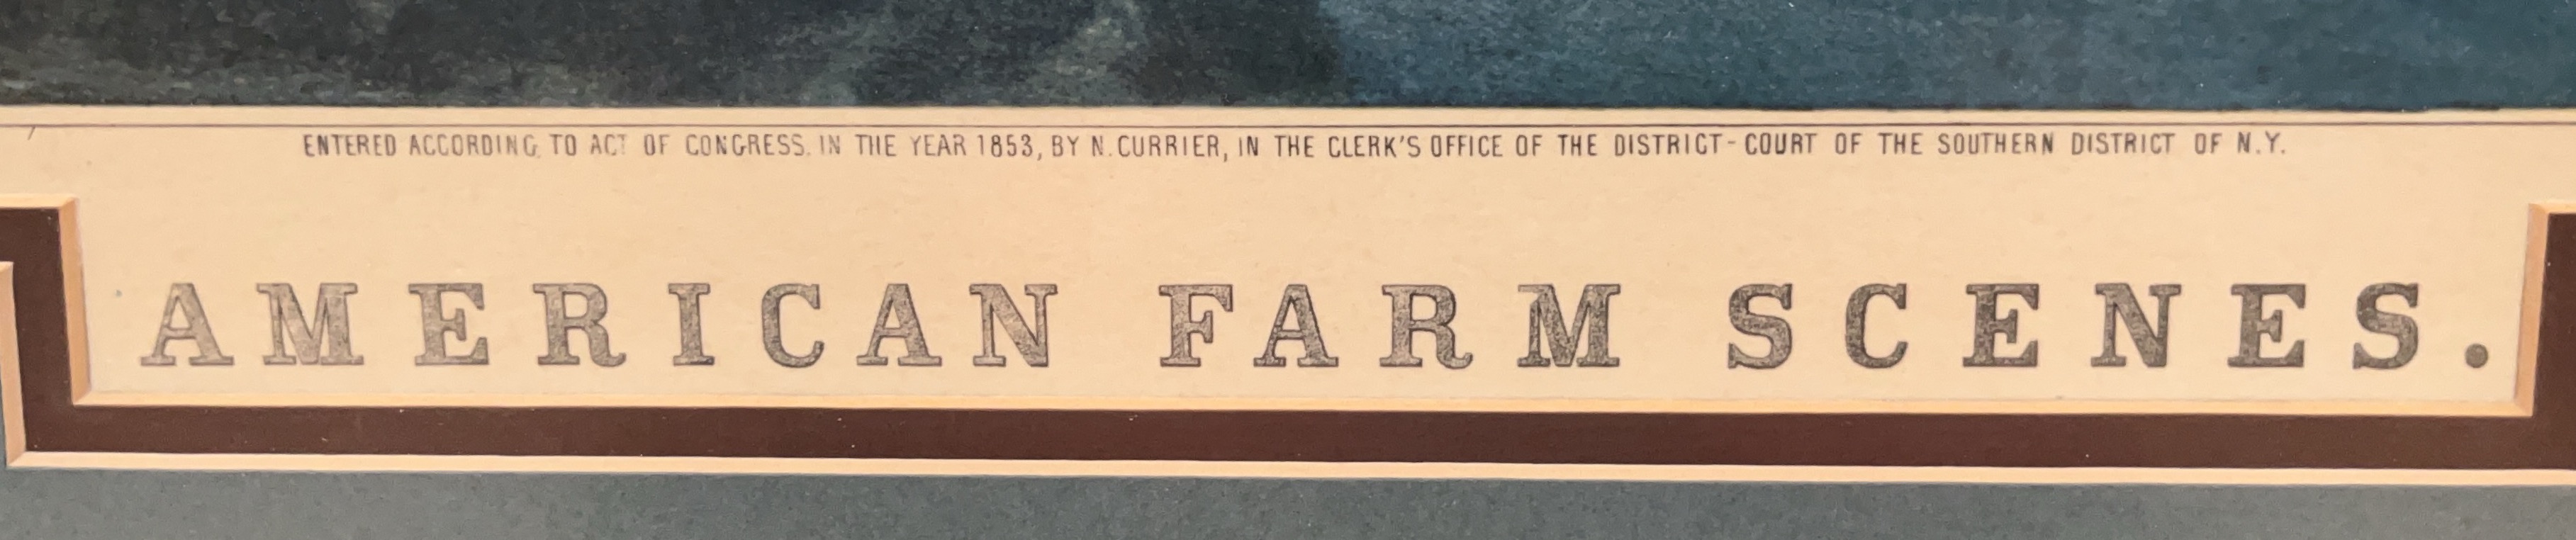 ENTERED ACCORDING TO ACT OF CONGRESS. IN THE YEAR 1853, BY N. CURRIER, IN THE CLERK'S OFFICE OF THE DISTRICT-COURT OF THE SOUTHERN DISTRICT OF N.Y.
AMERICAN FARM SCENES.